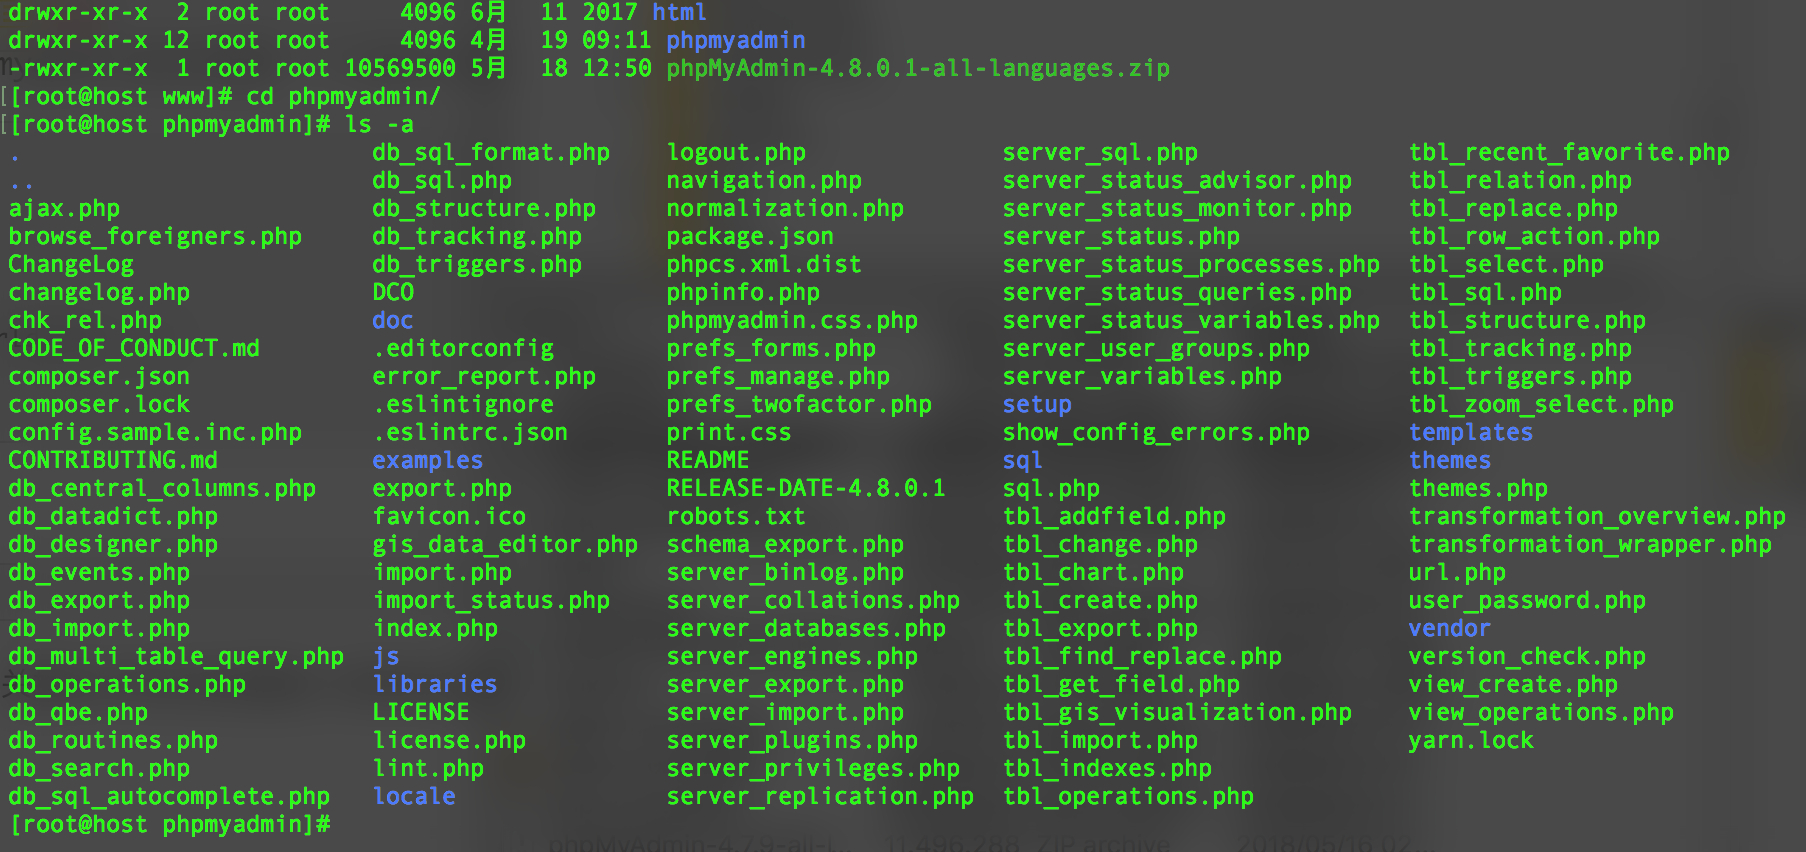 drwxr-xr-x  2 root root     4096 6月  11 2017 html
drwxr-xr-x 12 root root     4096 4月  19 09:11 phpmyadmin
-rwxr-xr-x  1 root root 10569500 5月  18 12:50 phpMyAdmin-4.8.0.1-all-languages.zip
[[root@host www]# cd phpmyadmin/
[[root@host phpmyadmin]# ls -a
. db_sql_format.php logout.php server_sql.php tbl_recent_favorite.php
.. db_sql.php navigation.php server_status_advisor.php tbl_relation.php
ajax.php db_structure.php normalization.php server_status_monitor.php tbl_replace.php
browse_foreigners.php db_tracking.php package.json server_status.php tbl_row_action.php
ChangeLog db_triggers.php phpcs.xml.dist server_status_processes.php tbl_select.php
changelog.php DCO phpinfo.php server_status_queries.php tbl_sql.php
chk_rel.php doc phpmyadmin.css.php server_status_variables.php tbl_structure.php
CODE_OF_CONDUCT.md .editorconfig prefs_forms.php server_user_groups.php tbl_tracking.php
composer.json error_report.php prefs_manage.php server_variables.php tbl_triggers.php
composer.lock .eslintignore prefs_twofactor.php setup tbl_zoom_select.php
config.sample.inc.php .eslintrc.json print.css show_config_errors.php templates
CONTRIBUTING.md examples README sql themes
db_central_columns.php export.php RELEASE-DATE-4.8.0.1 sql.php themes.php
db_datadict.php favicon.ico robots.txt tbl_addfield.php transformation_overview.php
db_designer.php gis_data_editor.php schema_export.php tbl_change.php transformation_wrapper.php
db_events.php import.php server_binlog.php tbl_chart.php url.php
db_export.php import_status.php server_collations.php tbl_create.php user_password.php
db_import.php index.php server_databases.php tbl_export.php vendor
db_multi_table_query.php js server_engines.php tbl_find_replace.php version_check.php
db_operations.php libraries server_export.php tbl_get_field.php view_create.php
db_qbe.php LICENSE server_import.php tbl_gis_visualization.php view_operations.php
db_routines.php license.php server_plugins.php tbl_import.php yarn.lock
db_search.php lint.php server_privileges.php tbl_indexes.php
db_sql_autocomplete.php locale server_replication.php tbl_operations.php
[root@host phpmyadmin]#
phpMyAdmin-4.7.9-all-L... 11,496,288 ZIP archive 2018/05/16 02...